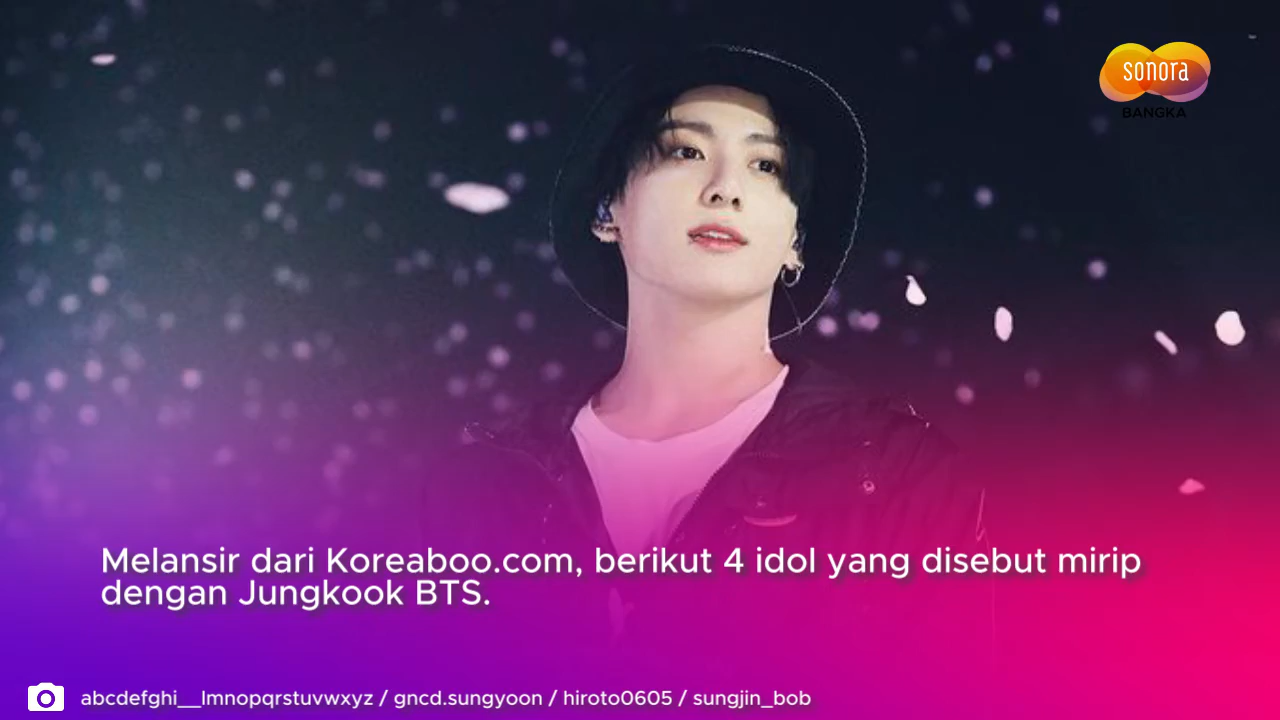 sonora
BANGKA
Melansir dari Koreaboo.com, berikut 4 idol yang disebut mirip
dengan Jungkook BTS.
abcdefghi__lmnopqrstuvwxyz / gncd.sungyoon / hiroto0605 / sungjin_bob